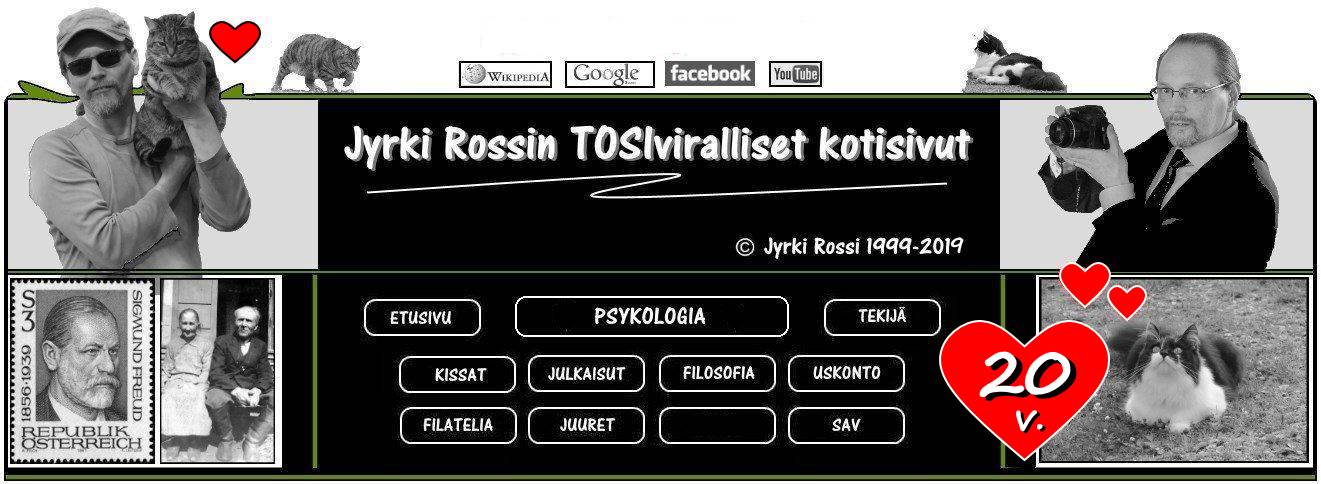 WIKIPEDIA
Google
facebook
YouTube
Jyrki Rossin TOSIviralliset kotisivut
© Jyrki Rossi 1999-2019
S3
1856-1939
SIGMUND FREUD
REPUBLIK
ÖSTERREICH
ETUSIVU
PSYKOLOGIA
TEKIJÄ
KISSAT
JULKAISUT
FILOSOFIA
USKONTO
FILATELIA
JUURET
SAV
20
v.